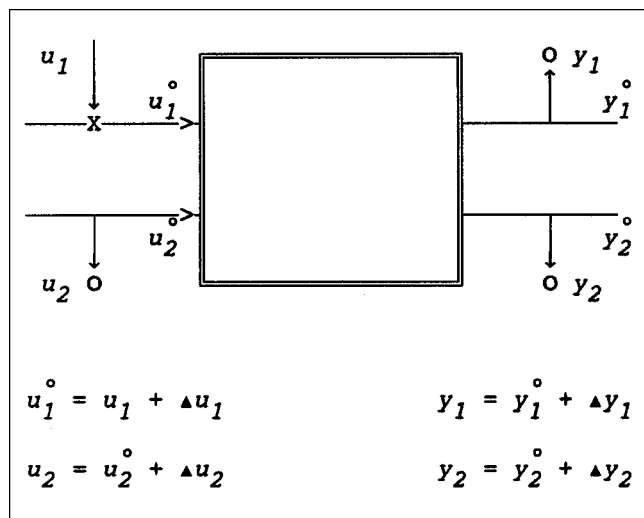 u₁ y₁
u₁° y₁°
X
u₂° y₂°
u₂ y₂
u₁° = u₁ + ▲u₁ y₁ = y₁° + ▲y₁
u₂ = u₂° + ▲u₂ y₂ = y₂° + ▲y₂